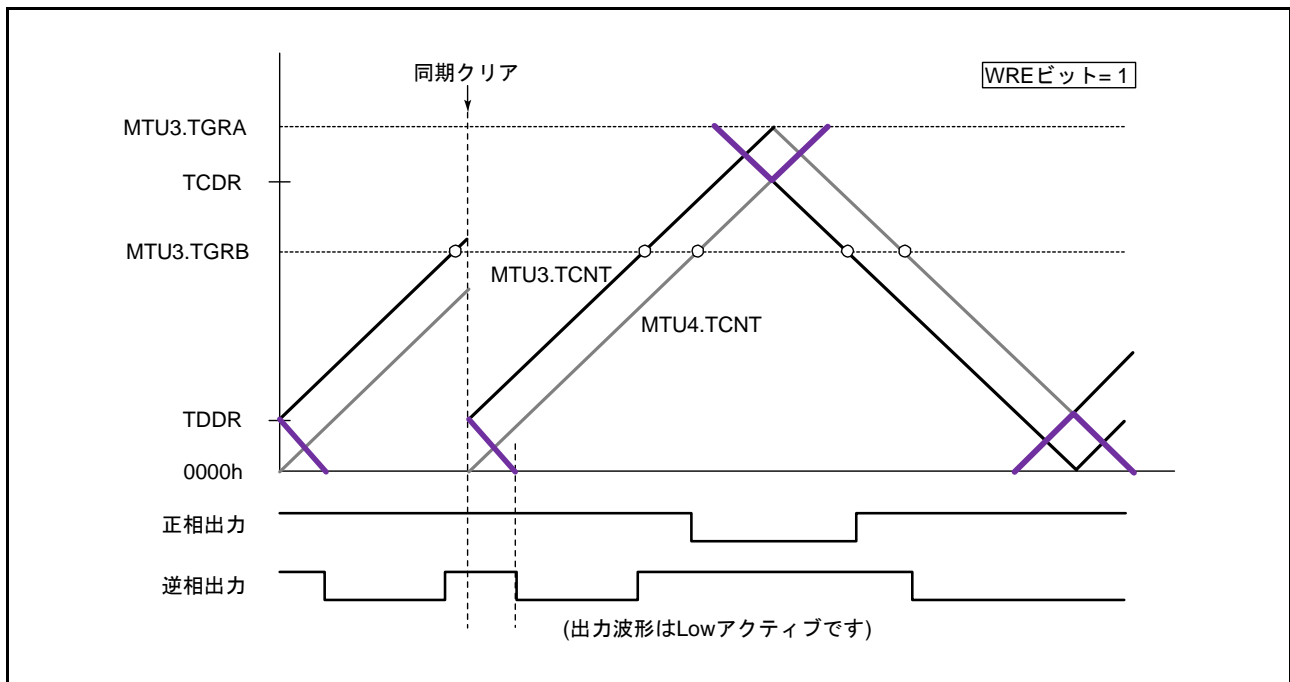 同期クリア
WREビット= 1
MTU3.TGRA
TCDR
MTU3.TGRB
MTU3.TCNT
MTU4.TCNT
TDDR
0000h
正相出力
逆相出力
(出力波形はLowアクティブです)